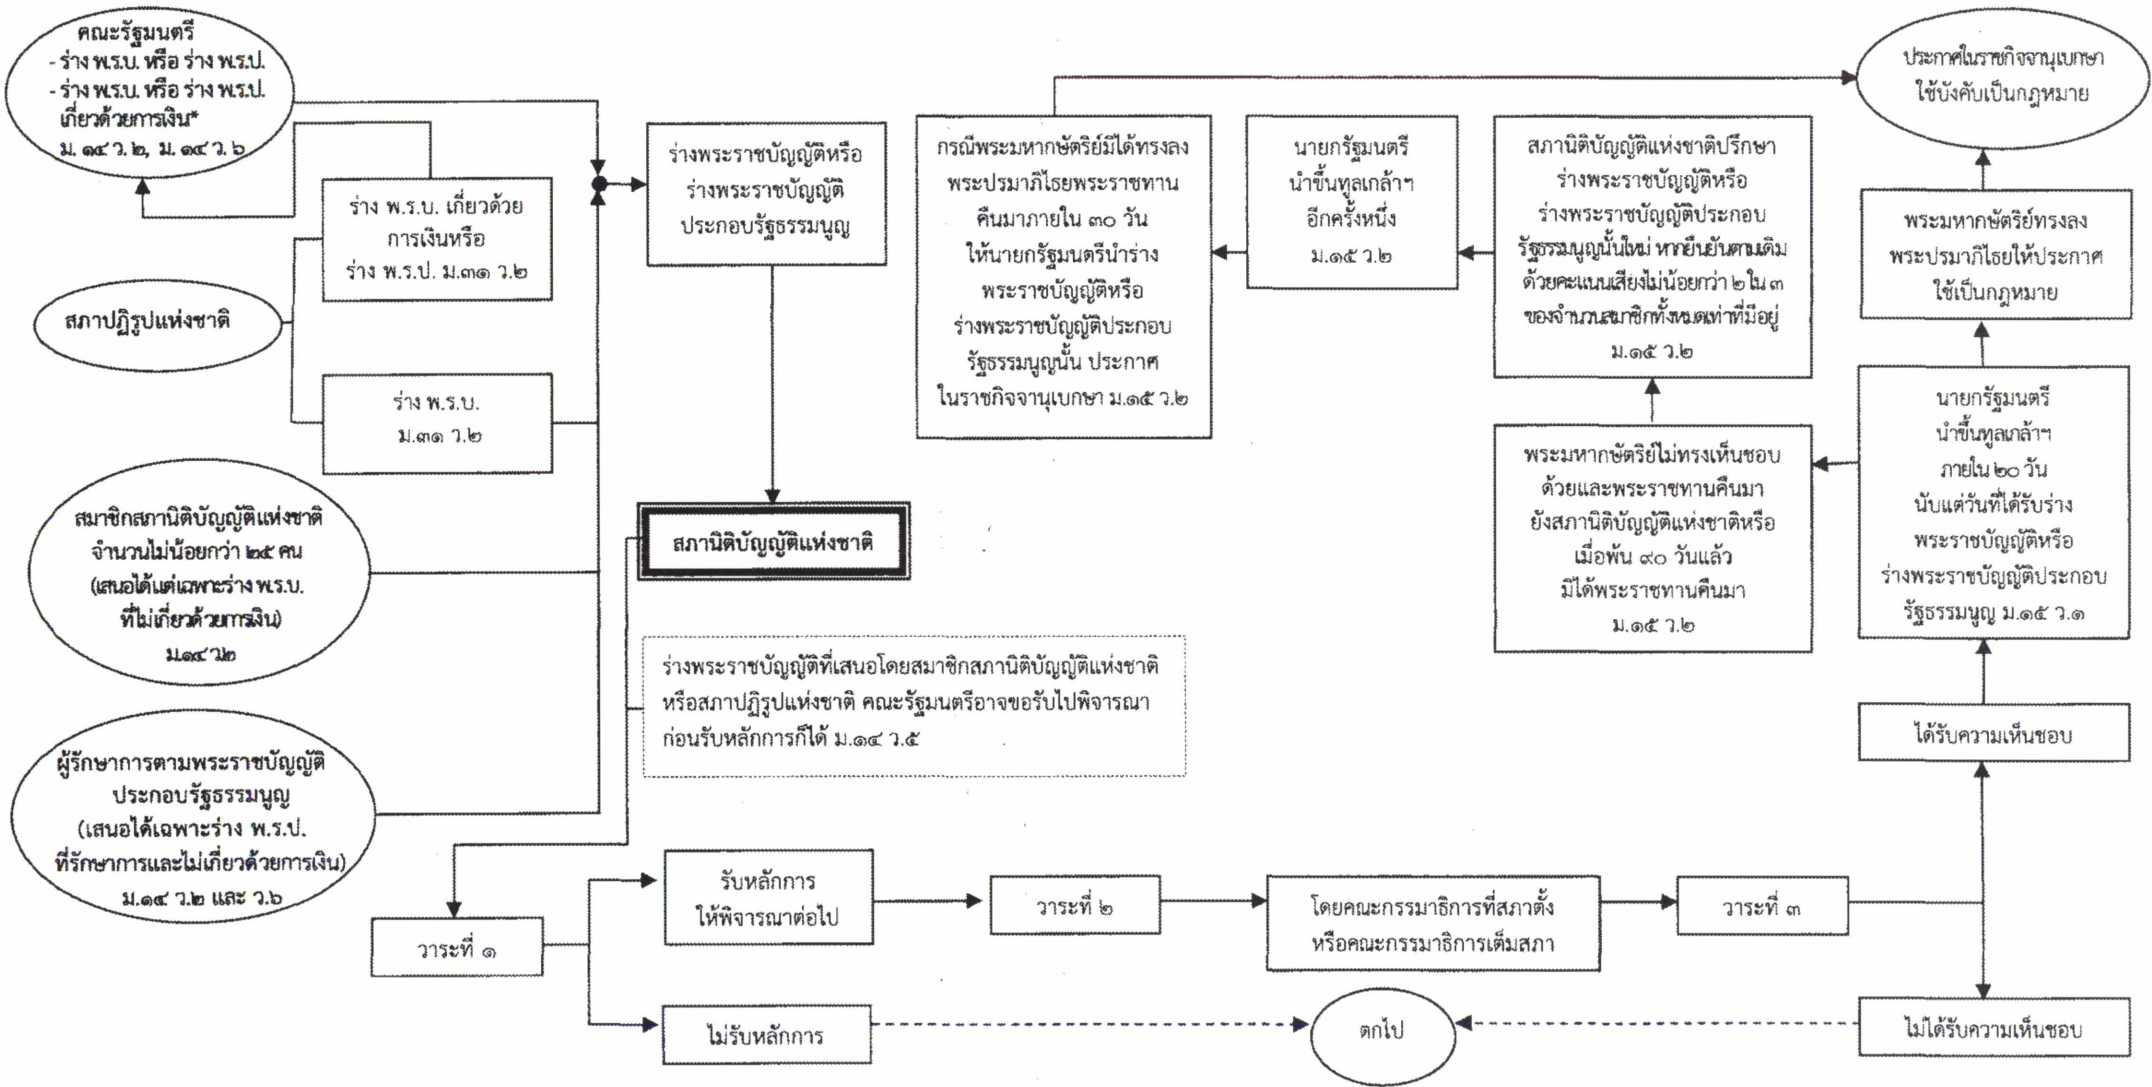 คณะรัฐมนตรี
- ร่าง พ.ร.บ. หรือ ร่าง พ.ร.ป.
- ร่าง พ.ร.บ. หรือ ร่าง พ.ร.ป.
เกี่ยวด้วยการเงิน*
ม. ๑๔ ว. ๒, ม. ๑๔ ว. ๖
ร่าง พ.ร.บ. เกี่ยวด้วย
การเงินหรือ
ร่าง พ.ร.ป. ม.๓๑ ว.๒
สภาปฏิรูปแห่งชาติ
ร่าง พ.ร.บ.
ม.๓๑ ว.๒
สมาชิกสภานิติบัญญัติแห่งชาติ
จำนวนไม่น้อยกว่า ๒๕ คน
(เสนอได้แต่เฉพาะร่าง พ.ร.บ.
ที่ไม่เกี่ยวด้วยการเงิน)
ม.๑๔ ว.๒
ผู้รักษาการตามพระราชบัญญัติ
ประกอบรัฐธรรมนูญ
(เสนอได้เฉพาะร่าง พ.ร.ป.
ที่รักษาการและไม่เกี่ยวด้วยการเงิน)
ม.๑๔ ว.๒ และ ว.๖
ร่างพระราชบัญญัติหรือ
ร่างพระราชบัญญัติ
ประกอบรัฐธรรมนูญ
สภานิติบัญญัติแห่งชาติ
ร่างพระราชบัญญัติที่เสนอโดยสมาชิกสภานิติบัญญัติแห่งชาติ
หรือสภาปฏิรูปแห่งชาติ คณะรัฐมนตรีอาจขอรับไปพิจารณา
ก่อนรับหลักการก็ได้ ม.๑๔ ว.๕
วาระที่ ๑
รับหลักการ
ให้พิจารณาต่อไป
ไม่รับหลักการ
วาระที่ ๒
โดยคณะกรรมาธิการที่สภาตั้ง
หรือคณะกรรมาธิการเต็มสภา
วาระที่ ๓
ตกไป
ไม่ได้รับความเห็นชอบ
ได้รับความเห็นชอบ
นายกรัฐมนตรี
นำขึ้นทูลเกล้าฯ
ภายใน ๒๐ วัน
นับแต่วันที่ได้รับร่าง
พระราชบัญญัติหรือ
ร่างพระราชบัญญัติประกอบ
รัฐธรรมนูญ ม.๑๕ ว.๑
พระมหากษัตริย์ทรงลง
พระปรมาภิไธยให้ประกาศ
ใช้เป็นกฎหมาย
ประกาศในราชกิจจานุเบกษา
ใช้บังคับเป็นกฎหมาย
พระมหากษัตริย์ไม่ทรงเห็นชอบ
ด้วยและพระราชทานคืนมา
ยังสภานิติบัญญัติแห่งชาติหรือ
เมื่อพ้น ๙๐ วันแล้ว
มิได้พระราชทานคืนมา
ม.๑๕ ว.๒
สภานิติบัญญัติแห่งชาติปรึกษา
ร่างพระราชบัญญัติหรือ
ร่างพระราชบัญญัติประกอบ
รัฐธรรมนูญนั้นใหม่ หากยืนยันตามเดิม
ด้วยคะแนนเสียงไม่น้อยกว่า ๒ ใน ๓
ของจำนวนสมาชิกทั้งหมดเท่าที่มีอยู่
ม.๑๕ ว.๒
นายกรัฐมนตรี
นำขึ้นทูลเกล้าฯ
อีกครั้งหนึ่ง
ม.๑๕ ว.๒
กรณีพระมหากษัตริย์มิได้ทรงลง
พระปรมาภิไธยพระราชทาน
คืนมาภายใน ๓๐ วัน
ให้นายกรัฐมนตรีนำร่าง
พระราชบัญญัติหรือ
ร่างพระราชบัญญัติประกอบ
รัฐธรรมนูญนั้น ประกาศ
ในราชกิจจานุเบกษา ม.๑๕ ว.๒